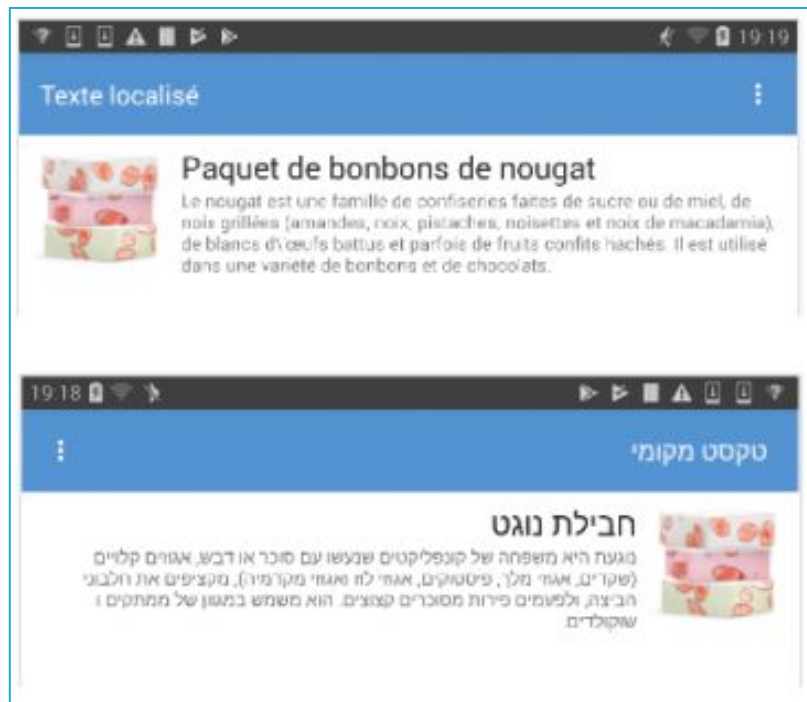 19:19
Texte localisé
Paquet de bonbons de nougat
Le nougat est une famille de confiseries faites de sucre ou de miel, de
noix grillées (amandes, noix, pistaches, noisettes et noix de macadamia),
de blancs d\'œufs battus et parfois de fruits confits hachés. Il est utilisé
dans une variété de bonbons et de chocolats.
19:18
טקסט מקומי
חבילת נוגט
נוגעת היא משפחה של קונפליקטים שנעשו עם סוכר או דבש, אגוזים קלויים
(שקדים, אגוזי מלך, פיסטוקים, אגוזי לוז ואגוזי מקדמיה), מקציפים את חלבוני
הביצה, ולפעמים פירות מסוכרים קצוצים. הוא משמש במגוון של ממתקים ו
שוקולדים.